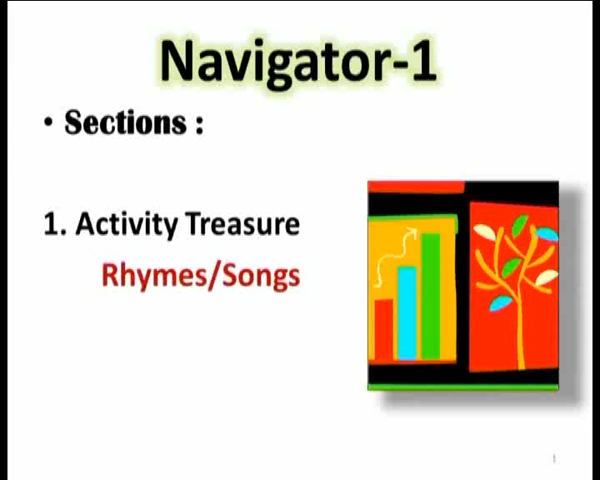 Navigator-1
• Sections :
1. Activity Treasure
Rhymes/Songs
1